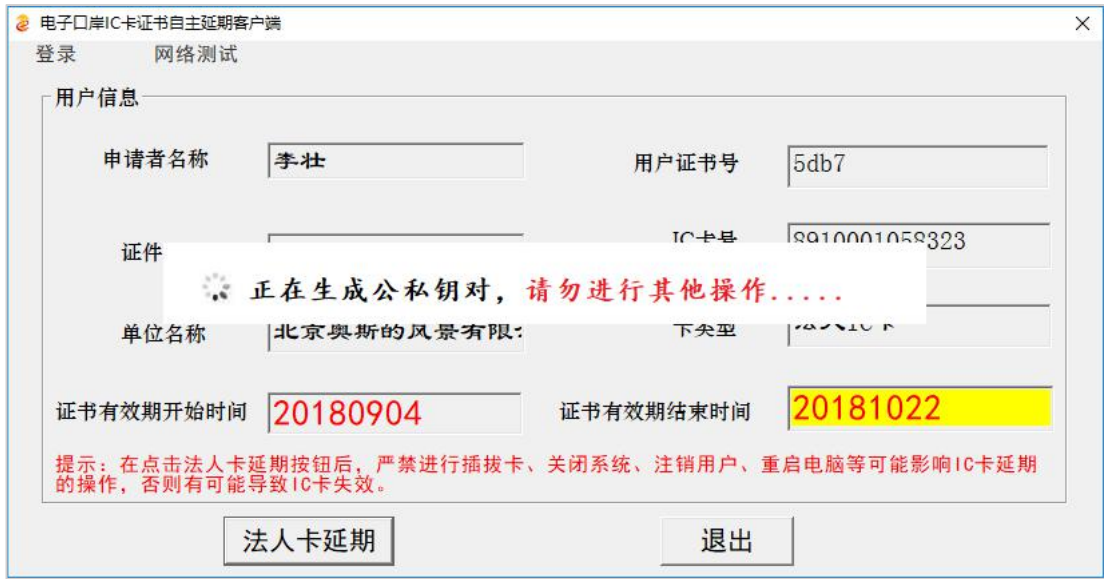 电子口岸IC卡证书自主延期客户端
登录 网络测试
用户信息
申请者名称 李壮 用户证书号 5db7
证件 IC卡号 8910001058323
正在生成公私钥对，请勿进行其他操作.....
单位名称 北京奥斯的风景有限 卡类型 法人IC卡
证书有效期开始时间 20180904 证书有效期结束时间 20181022
提示：在点击法人卡延期按钮后，严禁进行插拔卡、关闭系统、注销用户、重启电脑等可能影响IC卡延期
的操作，否则有可能导致IC卡失效。
法人卡延期 退出